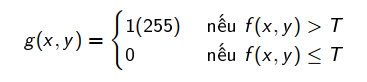 g(x, y) = { 1(255) nếu f(x, y) > T
0 nếu f(x, y) ≤ T